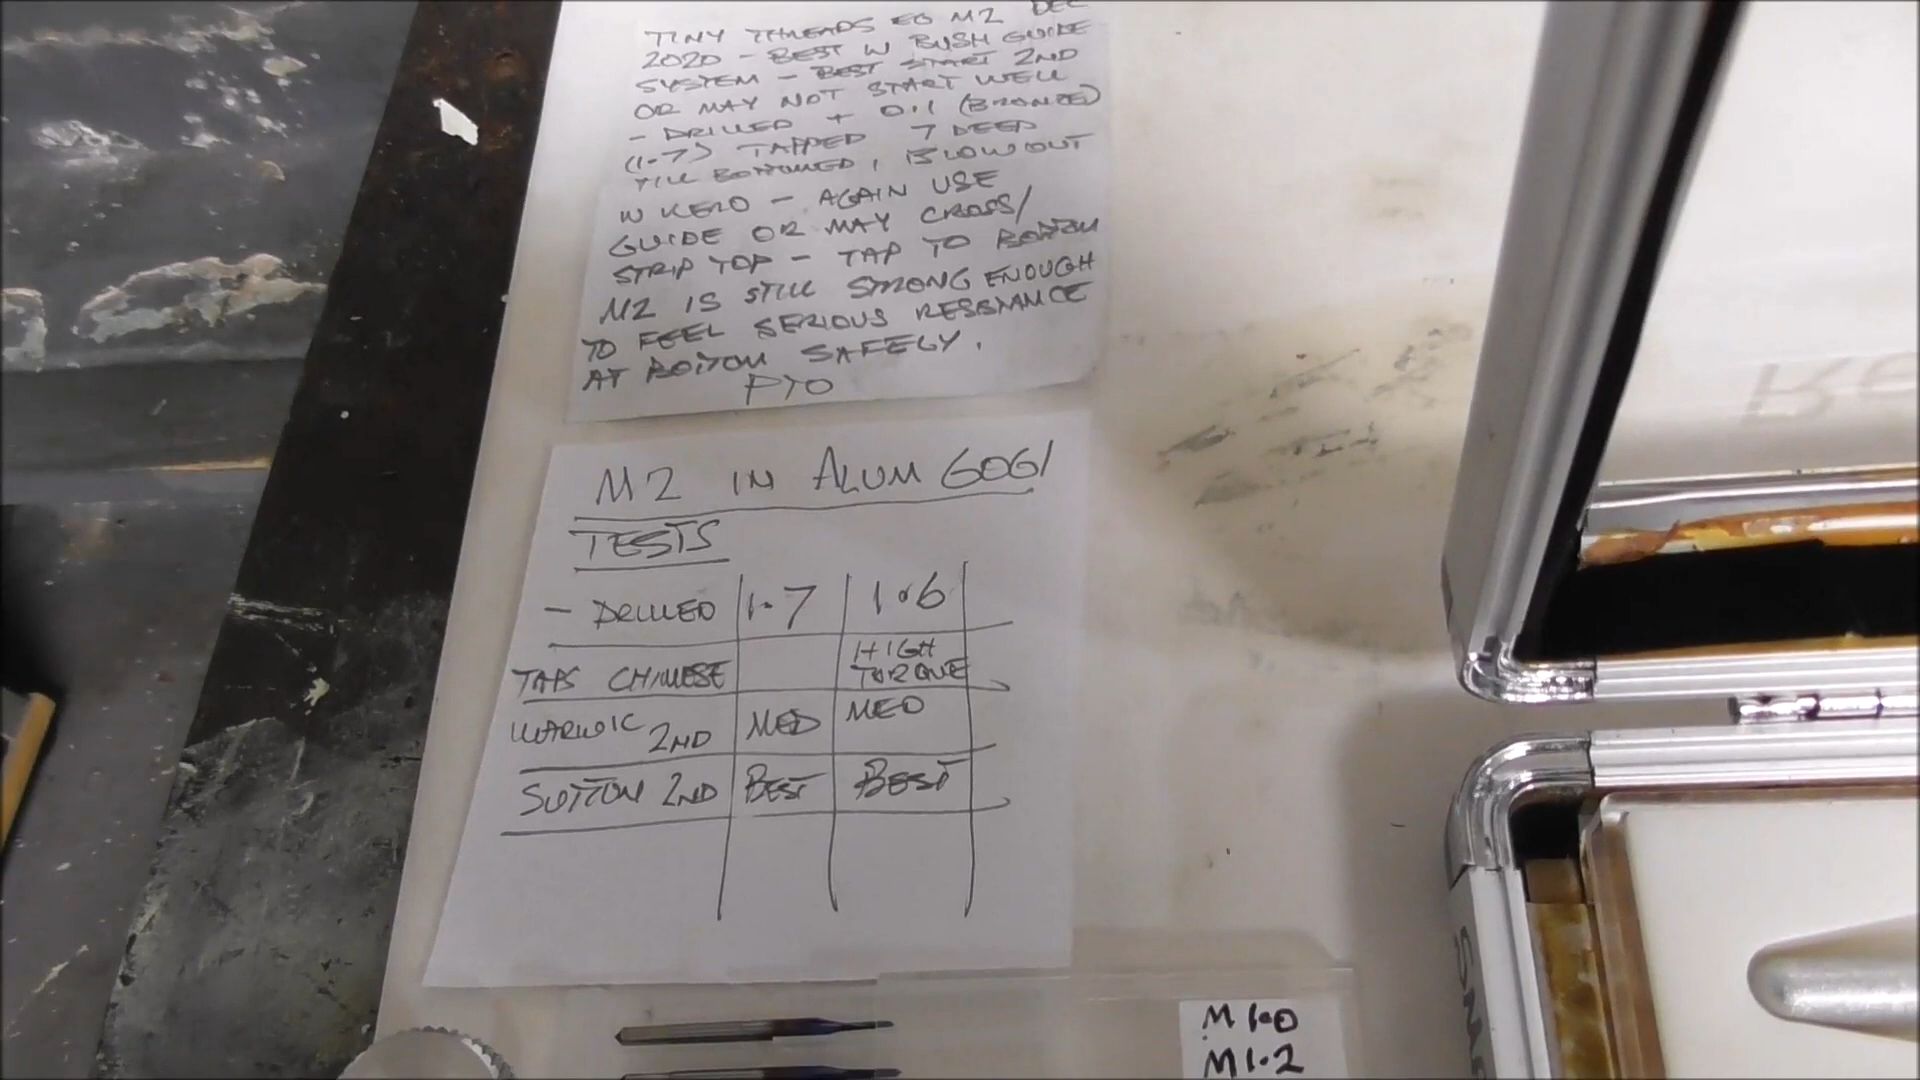 TINY THREADS EG M2 DEC
2020 - BEST W BUSH GUIDE
SYSTEM - BEST START 2ND
OR MAY NOT START WELL
- DRILLED + 0.1 (BRONZE)
(1.7) TAPPED 7 DEEP
TILL BOTTOMED, BLOW OUT
W KERO - AGAIN USE
GUIDE OR MAY CROSS/
STRIP TOP - TAP TO BOTTOM
M2 IS STILL STRONG ENOUGH
TO FEEL SERIOUS RESISTANCE
AT BOTTOM SAFELY.
PTO
M2 IN ALUM 6061
TESTS
- DRILLED 1.7 1.6
TAPS CHINESE HIGH TORQUE
2ND MED MED
SUTTON 2ND BEST BEST
M 1.0
M 1.2